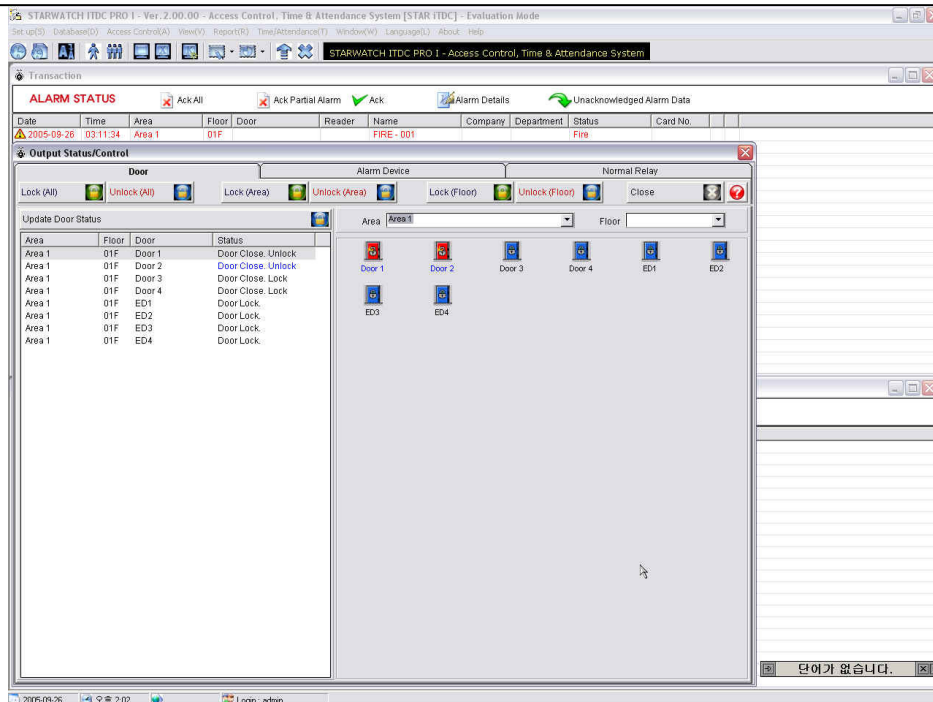 STARWATCH ITDC PRO I - Ver. 2.00.00 - Access Control, Time & Attendance System [STAR iTDC] - Evaluation Mode
Set up(S) Database(D) Access Control(A) View(V) Report(R) Time/Attendance(T) Window(W) Language(L) About Help
STARWATCH ITDC PRO I - Access Control, Time & Attendance System
Transaction
ALARM STATUS Ack All Ack Partial Alarm Ack Alarm Details Unacknowledged Alarm Data
Date Time Area Floor Door Reader Name Company Department Status Card No.
2005-09-26 03:11:34 Area 1 01F FIRE - 001 Fire
Output Status/Control
Door Alarm Device Normal Relay
Lock (All) Unlock (All) Lock (Area) Unlock (Area) Lock (Floor) Unlock (Floor) Close
Update Door Status Area Area 1 Floor
Area Floor Door Status
Area 1 01F Door 1 Door Close. Unlock
Area 1 01F Door 2 Door Close. Unlock
Area 1 01F Door 3 Door Close. Lock
Area 1 01F Door 4 Door Close. Lock
Area 1 01F ED1 Door Lock.
Area 1 01F ED2 Door Lock.
Area 1 01F ED3 Door Lock.
Area 1 01F ED4 Door Lock.
Door 1 Door 2 Door 3 Door 4 ED1 ED2
ED3 ED4
단어가 없습니다.
2005-09-26 오후 2:02 Login : admin